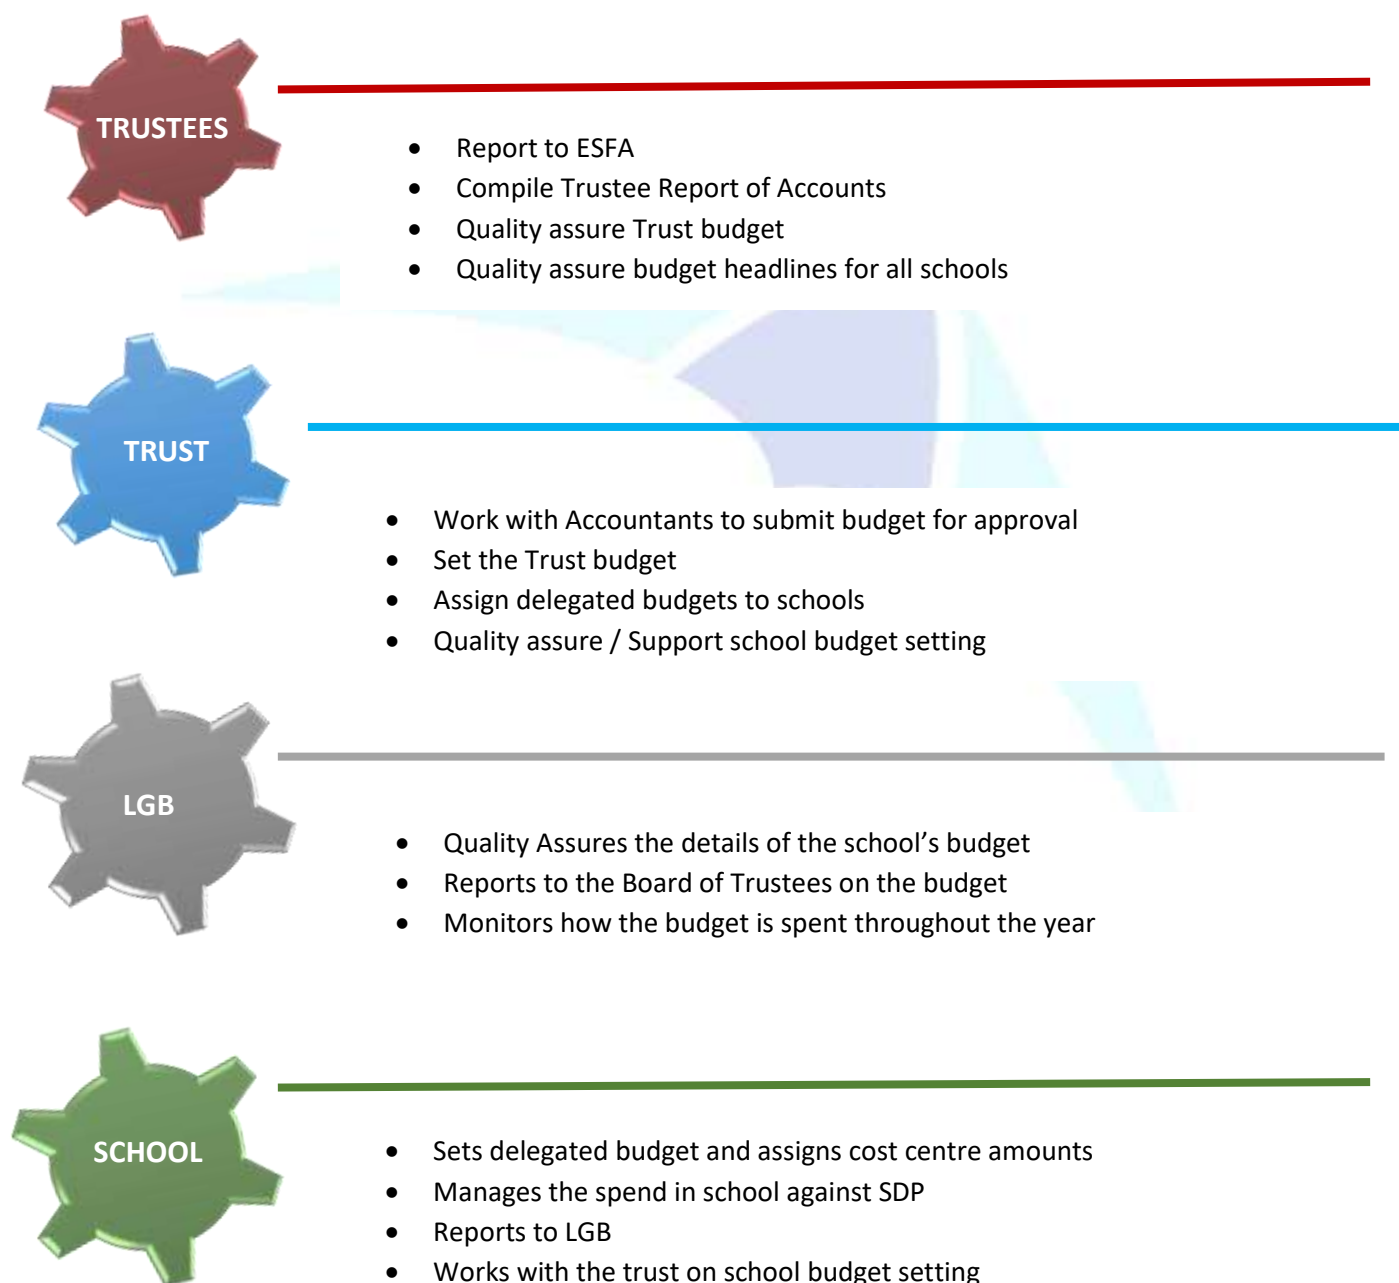 TRUSTEES
• Report to ESFA
• Compile Trustee Report of Accounts
• Quality assure Trust budget
• Quality assure budget headlines for all schools
TRUST
• Work with Accountants to submit budget for approval
• Set the Trust budget
• Assign delegated budgets to schools
• Quality assure / Support school budget setting
LGB
• Quality Assures the details of the school’s budget
• Reports to the Board of Trustees on the budget
• Monitors how the budget is spent throughout the year
SCHOOL
• Sets delegated budget and assigns cost centre amounts
• Manages the spend in school against SDP
• Reports to LGB
• Works with the trust on school budget setting